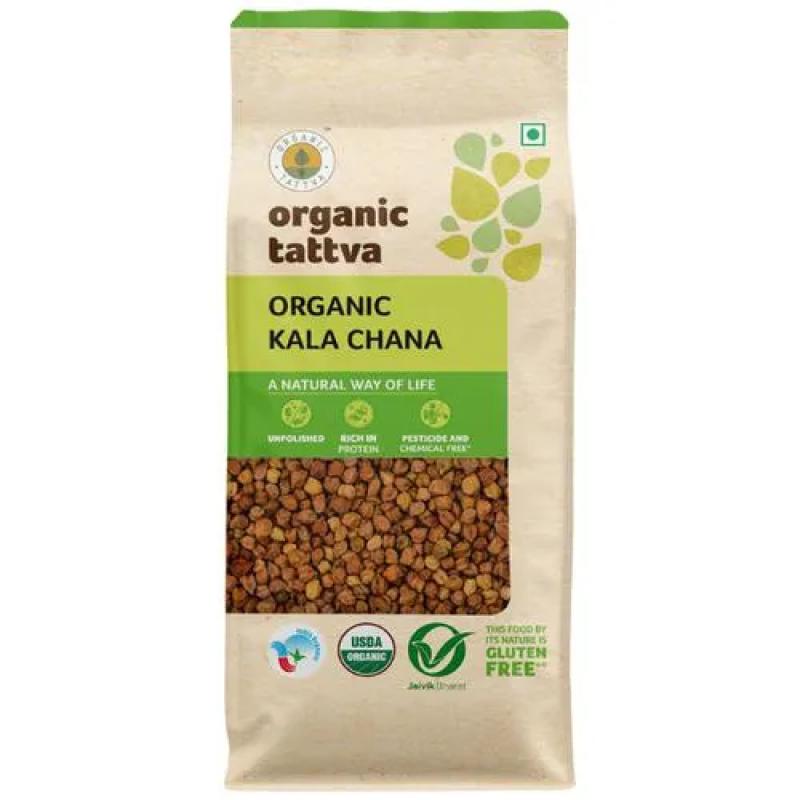 ORGANIC
TATTVA
™
organic
tattva
ORGANIC
KALA CHANA
A NATURAL WAY OF LIFE
UNPOLISHED
RICH IN
PROTEIN
PESTICIDE AND
CHEMICAL FREE*
USDA
ORGANIC
Jaivik Bharat
THIS FOOD BY
ITS NATURE IS
GLUTEN
FREE**